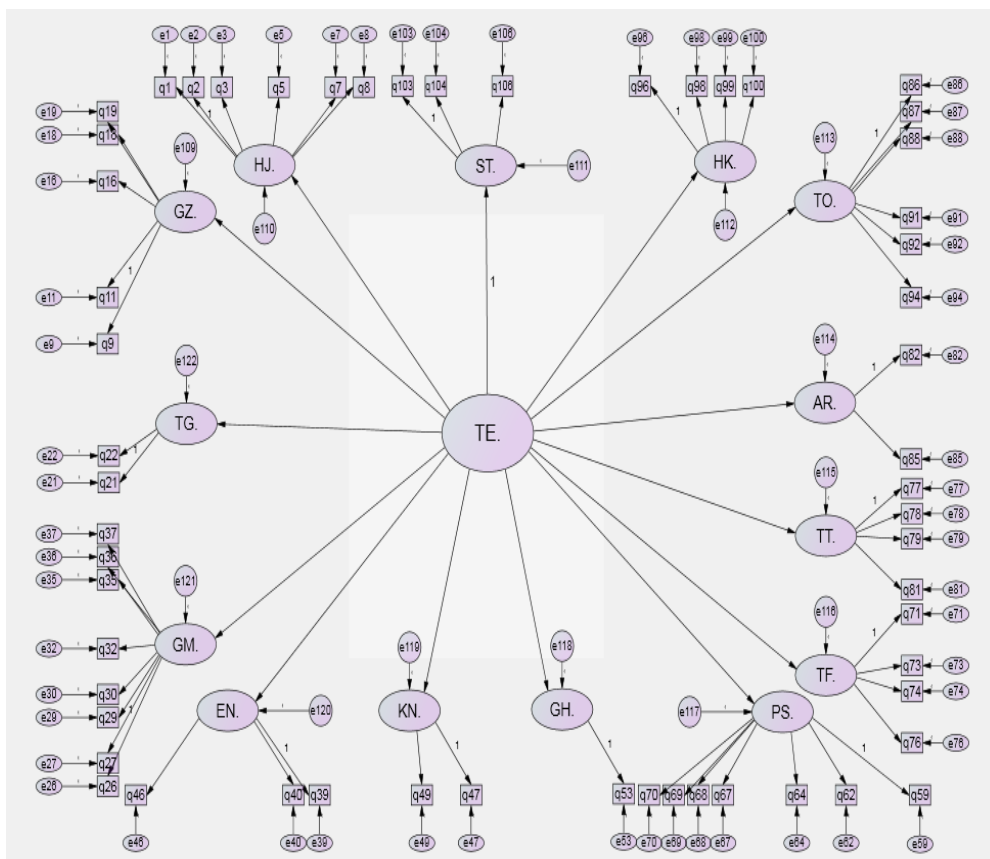 e1 e2 e3 e5 e7 e8 e103 e104 e106 e96 e98 e99 e100
q1 q2 q3 q5 q7 q8 q103 q104 q106 q96 q98 q99 q100
1 1 1
HJ. ST. HK.
e110 e111 e112
e19 q19
e18 q18
e16 q16
e11 q11
e9 q9
1
e109
GZ.
e113
TO.
1
q86 e86
q87 e87
q88 e88
q91 e91
q92 e92
q94 e94
1
TE.
e122
TG.
1
e22 q22
e21 q21
e114
AR.
1
q82 e82
q85 e85
e115
TT.
1
q77 e77
q78 e78
q79 e79
q81 e81
e37 q37
e36 q36
e35 q35
e32 q32
e30 q30
e29 q29
e27 q27
e26 q26
1
e121
GM.
e116
TF.
1
q71 e71
q73 e73
q74 e74
q76 e76
EN. e120
e119
KN.
e118
GH.
e117 PS.
1 1 1 1
q46 q40 q39 q49 q47 q53 q70 q69 q68 q67 q64 q62 q59
e46 e40 e39 e49 e47 e53 e70 e69 e68 e67 e64 e62 e59